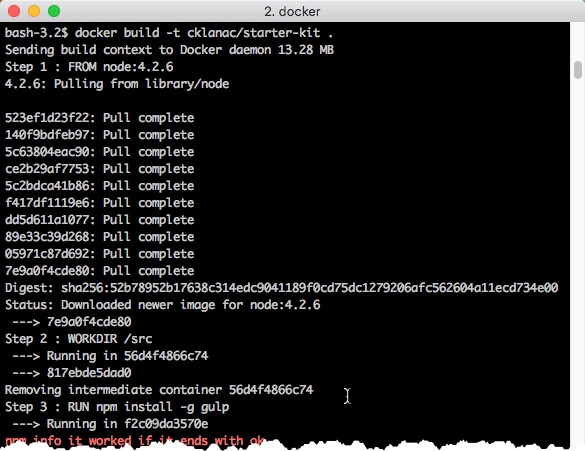 2. docker
bash-3.2$ docker build -t cklanac/starter-kit .
Sending build context to Docker daemon 13.28 MB
Step 1 : FROM node:4.2.6
4.2.6: Pulling from library/node
523ef1d23f22: Pull complete
140f9bdfeb97: Pull complete
5c63804eac90: Pull complete
ce2b29af7753: Pull complete
5c2bdca41b86: Pull complete
f417df1119e6: Pull complete
dd5d611a1077: Pull complete
89e33c39d268: Pull complete
05971c87d692: Pull complete
7e9a0f4cde80: Pull complete
Digest: sha256:52b78952b17638c314edc9041189f0cd75dc1279206afc562604a11ecd734e00
Status: Downloaded newer image for node:4.2.6
 ---> 7e9a0f4cde80
Step 2 : WORKDIR /src
 ---> Running in 56d4f4866c74
 ---> 817ebde5dad0
Removing intermediate container 56d4f4866c74
Step 3 : RUN npm install -g gulp
 ---> Running in f2c09da3570e
npm info it worked if it ends with ok